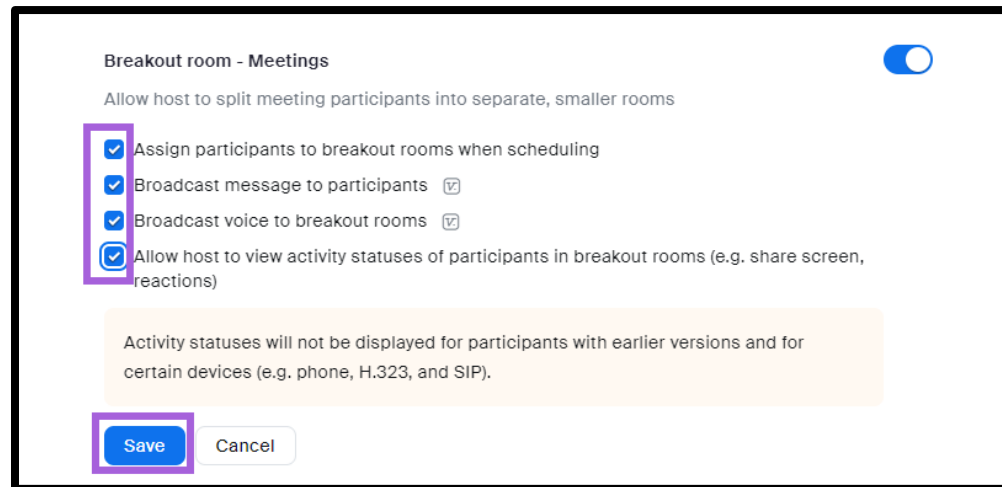 Breakout room - Meetings
Allow host to split meeting participants into separate, smaller rooms
Assign participants to breakout rooms when scheduling
Broadcast message to participants
Broadcast voice to breakout rooms
Allow host to view activity statuses of participants in breakout rooms (e.g. share screen,
reactions)
Activity statuses will not be displayed for participants with earlier versions and for
certain devices (e.g. phone, H.323, and SIP).
Save Cancel